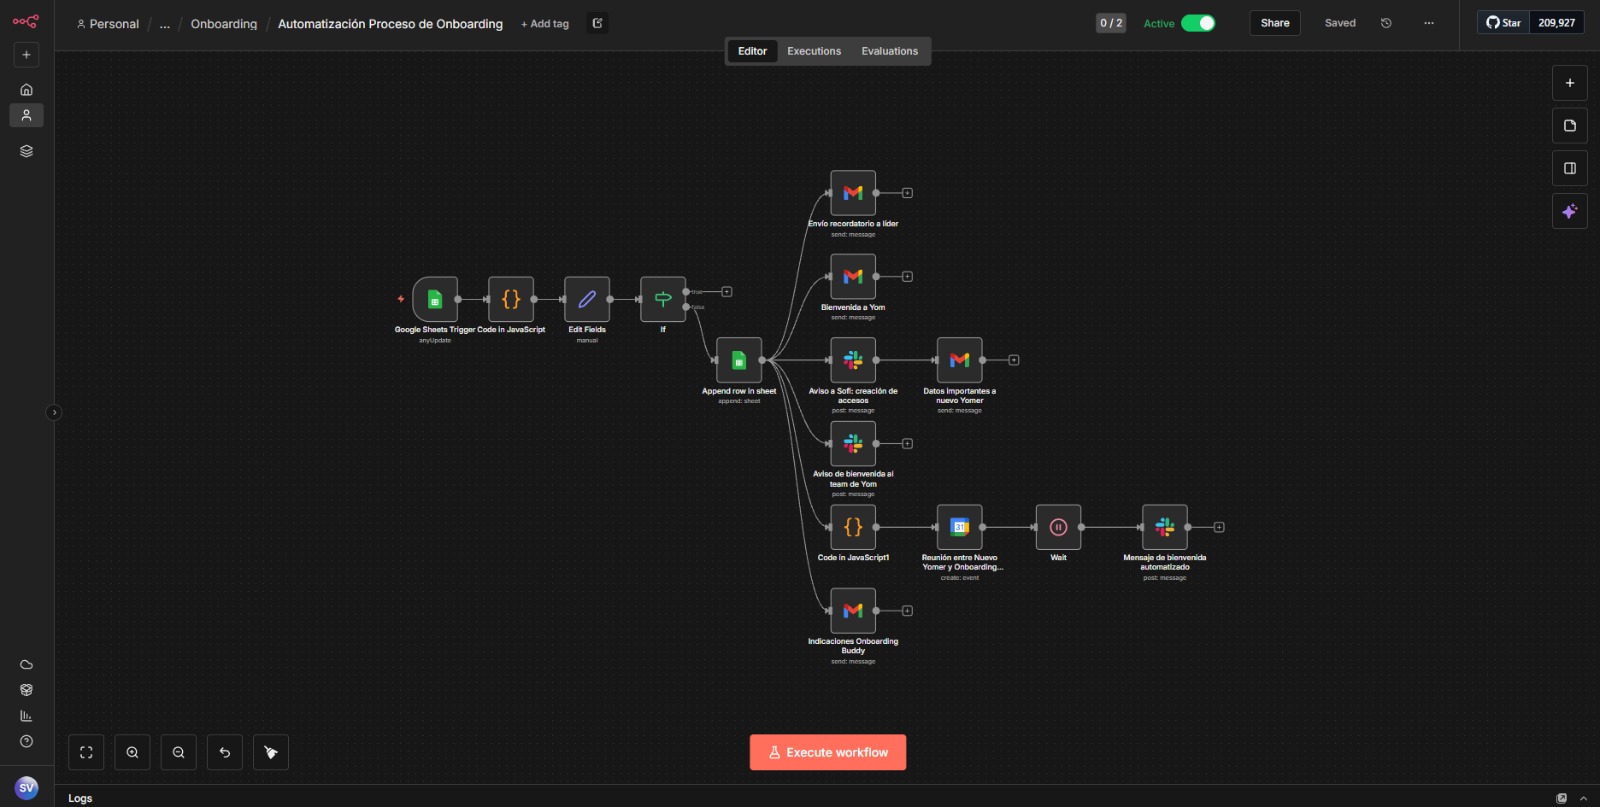 Personal / ... / Onboarding / Automatización Proceso de Onboarding + Add tag
0 / 2 Active Share Saved ... Star 209,927
Editor Executions Evaluations
Envío recordatorio a líder
send: message
Bienvenida a Yom
send: message
Google Sheets Trigger
anyUpdate
Code in JavaScript
Edit Fields
manual
If
true
false
Append row in sheet
append: sheet
Aviso a Sofi: creación de
accesos
post: message
Datos importantes a
nuevo Yomer
send: message
Aviso de bienvenida al
team de Yom
post: message
Code in JavaScript1
31
Reunión entre Nuevo
Yomer y Onboarding...
create: event
Wait
Mensaje de bienvenida
automatizado
post: message
Indicaciones Onboarding
Buddy
send: message
Execute workflow
SV
Logs